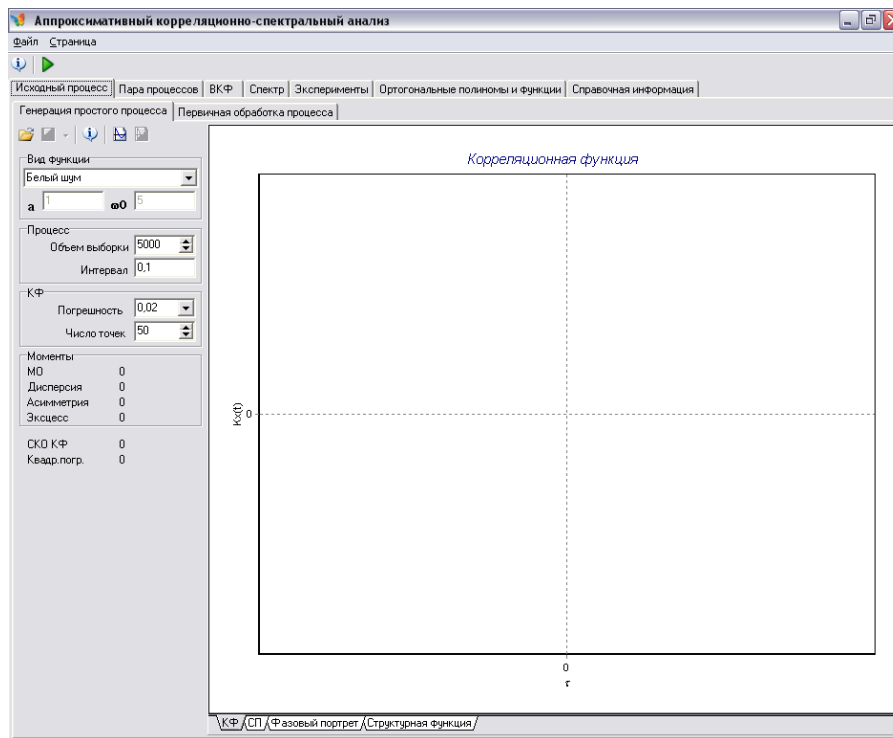 Аппроксимативный корреляционно-спектральный анализ
Файл Страница
Исходный процесс Пара процессов ВКФ Спектр Эксперименты Ортогональные полиномы и функции Справочная информация
Генерация простого процесса Первичная обработка процесса
Вид функции
Белый шум
a 1 ω0 5
Процесс
Объем выборки 5000
Интервал 0,1
КФ
Погрешность 0,02
Число точек 50
Моменты
МО 0
Дисперсия 0
Асимметрия 0
Эксцесс 0
СКО КФ 0
Квадр.погр. 0
Корреляционная функция
Kx(t)
0
0
τ
КФ СП Фазовый портрет Структурная функция